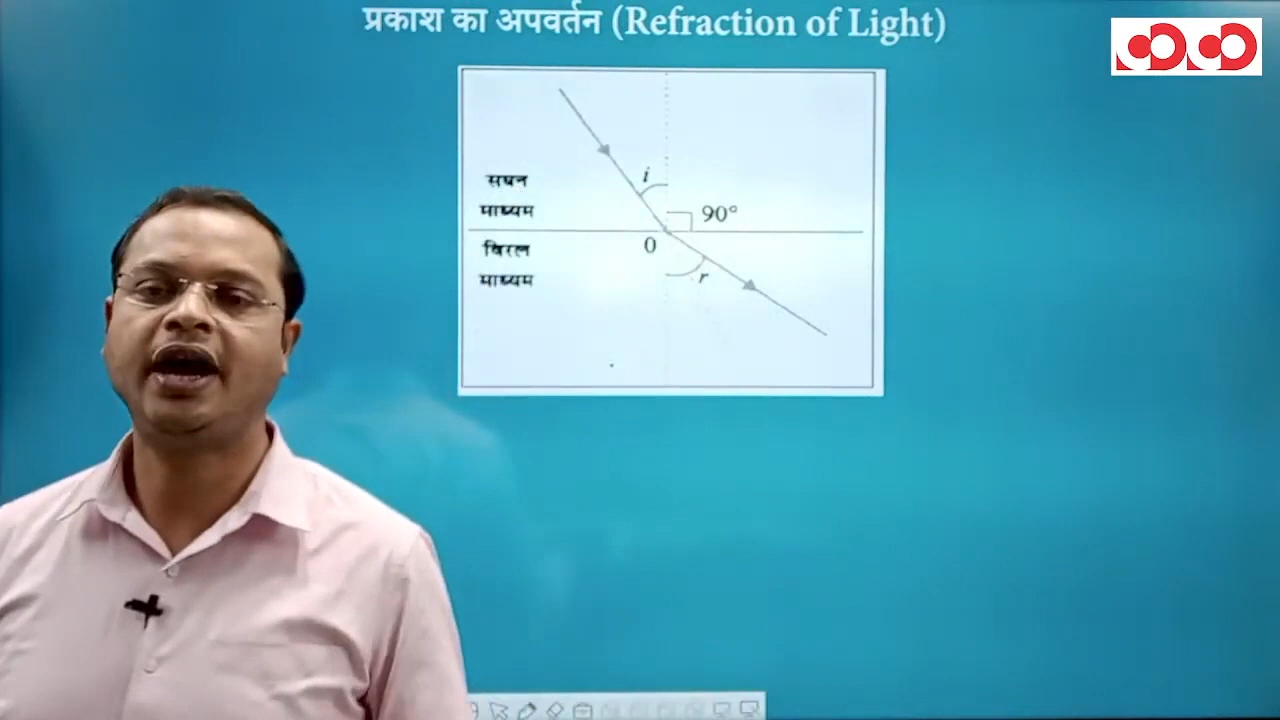 प्रकाश का अपवर्तन (Refraction of Light)
सघन
माध्यम
i
90°
0
विरल
माध्यम
r